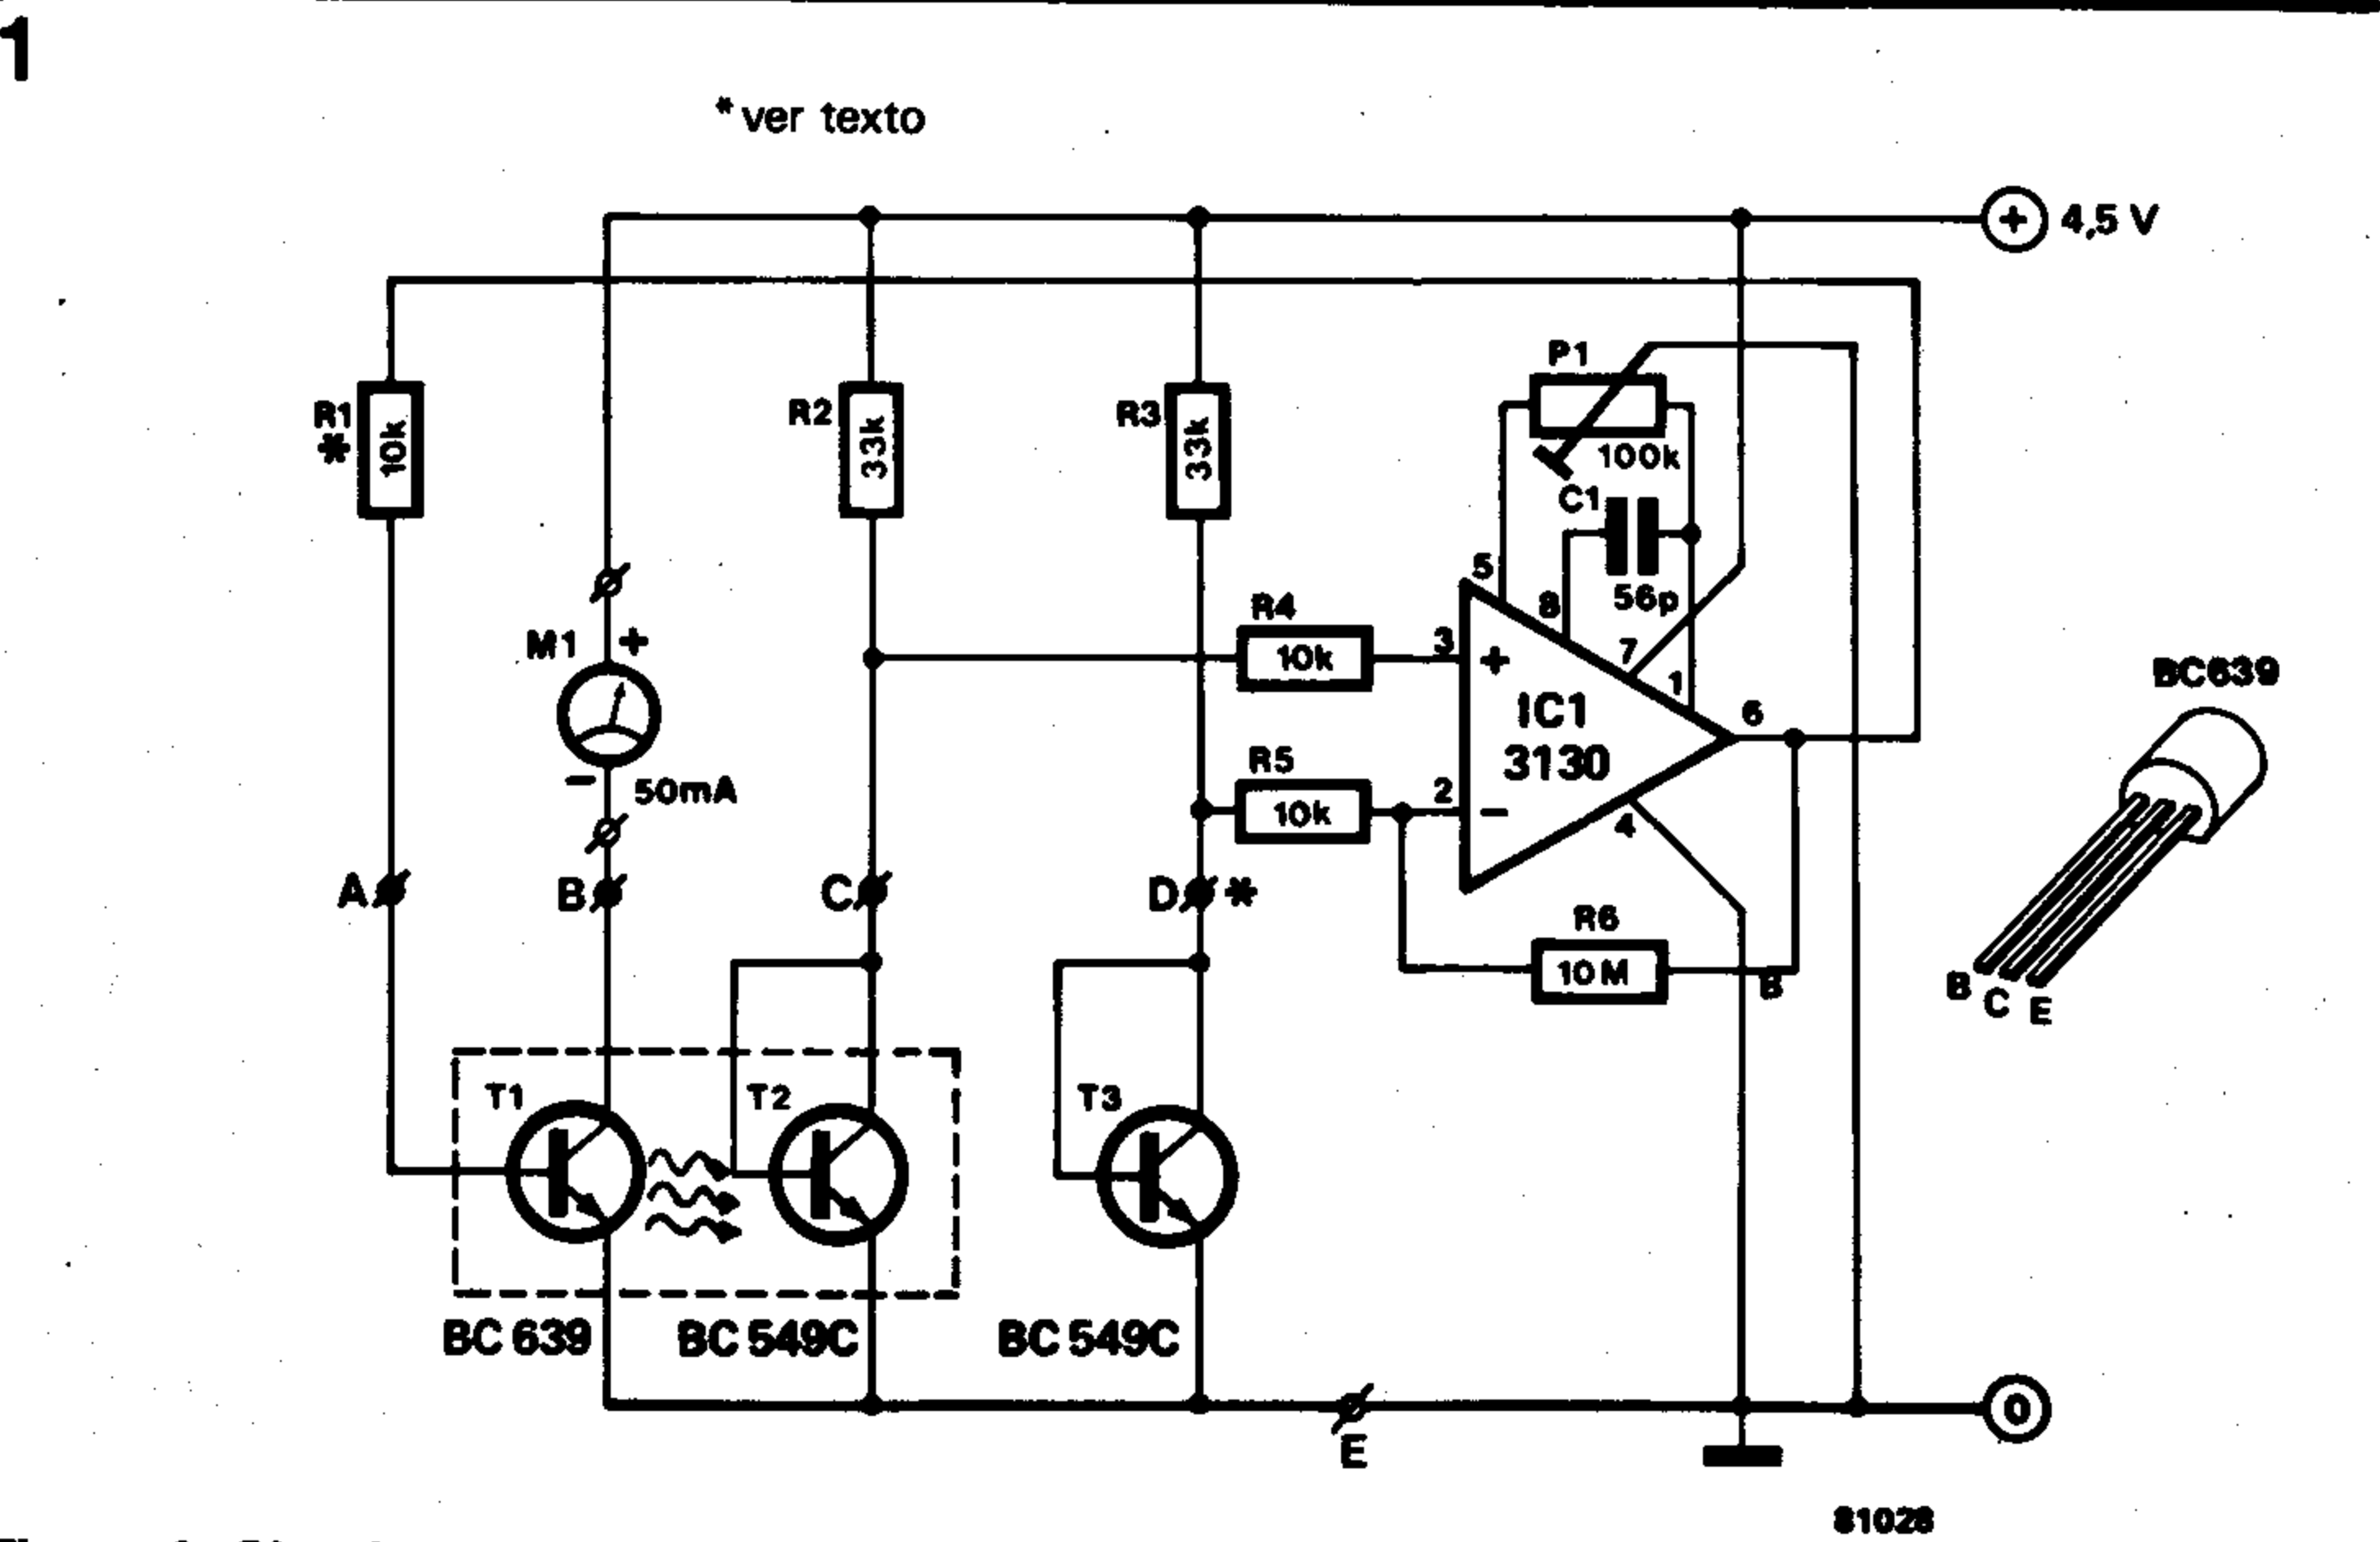 1
* ver texto
+ 4,5 V
R1
*
10k
R2
33k
R3
33k
P1
100k
C1
56p
M1
+
−
50mA
R4
10k
R5
10k
5
8
7
1
3
+
2
−
IC1
3130
6
4
R6
10 M
B
BC639
B C E
A
B
C
D *
T1
T2
T3
BC 639
BC 549C
BC 549C
E
0
81028